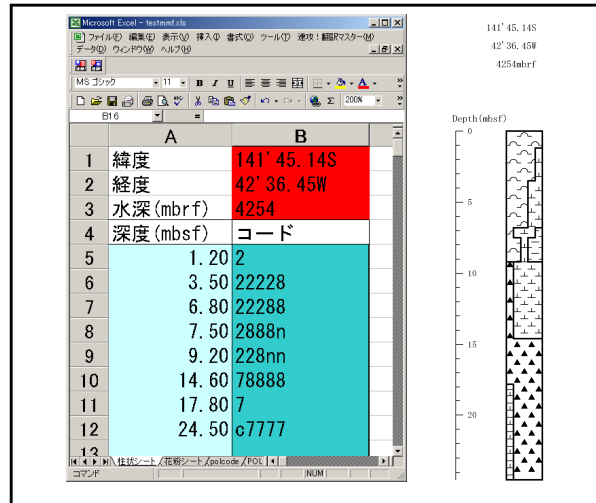 Microsoft Excel - testmmf.xls
ファイル(F) 編集(E) 表示(V) 挿入(I) 書式(O) ツール(T) 速攻!翻訳マスター(M)
データ(D) ウィンドウ(W) ヘルプ(H)
MS ゴシック 11 B I U
200%
B16 =
A B
1 緯度 141'45.14S
2 経度 42'36.45W
3 水深(mbrf) 4254
4 深度(mbsf) コード
5 1.20 2
6 3.50 22228
7 6.80 22288
8 7.50 2888n
9 9.20 228nn
10 14.60 78888
11 17.80 7
12 24.50 c7777
13
柱状シート 花粉シート polcode POL
コマンド NUM
141'45.14S
42'36.45W
4254mbrf
Depth(mbsf)
0
5
10
15
20